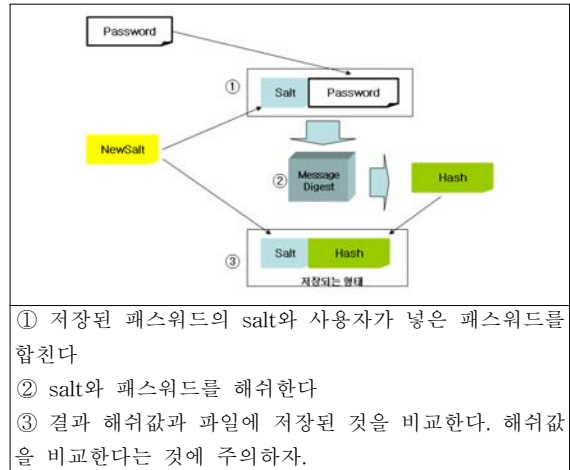 Password
① Salt Password
NewSalt
② Message
Digest
Hash
③ Salt Hash
저장되는 형태
① 저장된 패스워드의 salt와 사용자가 넣은 패스워드를
합친다
② salt와 패스워드를 해쉬한다
③ 결과 해쉬값과 파일에 저장된 것을 비교한다. 해쉬값
을 비교한다는 것에 주의하자.